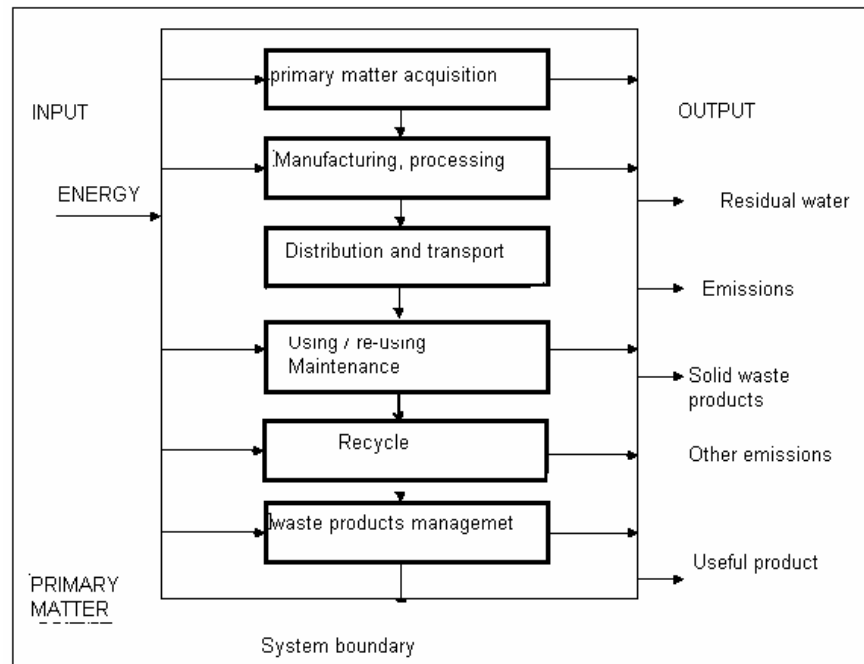 primary matter acquisition
INPUT
OUTPUT
Manufacturing, processing
ENERGY
Residual water
Distribution and transport
Emissions
Using / re-using
Maintenance
Solid waste
products
Recycle
Other emissions
waste products managemet
Useful product
PRIMARY
MATTER
System boundary